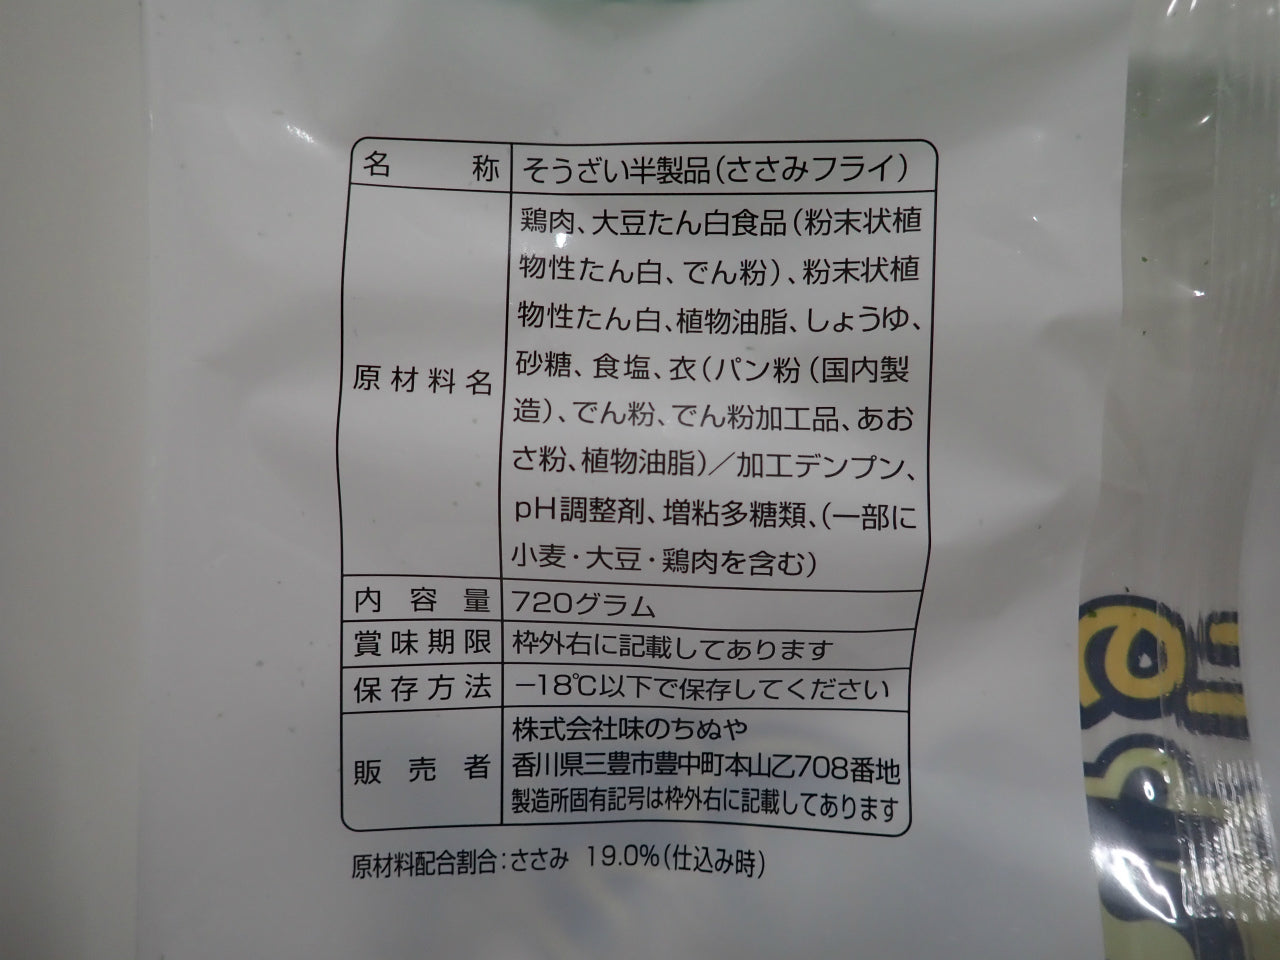 名 称 そうざい半製品(ささみフライ)
原材料名
鶏肉、大豆たん白食品(粉末状植
物性たん白、でん粉)、粉末状植
物性たん白、植物油脂、しょうゆ、
砂糖、食塩、衣(パン粉(国内製
造)、でん粉、でん粉加工品、あお
さ粉、植物油脂)/加工デンプン、
pH調整剤、増粘多糖類、(一部に
小麦・大豆・鶏肉を含む)
内容量 720グラム
賞味期限 枠外右に記載してあります
保存方法 −18℃以下で保存してください
販売者
株式会社味のちぬや
香川県三豊市豊中町本山乙708番地
製造所固有記号は枠外右に記載してあります
原材料配合割合:ささみ 19.0%(仕込み時)